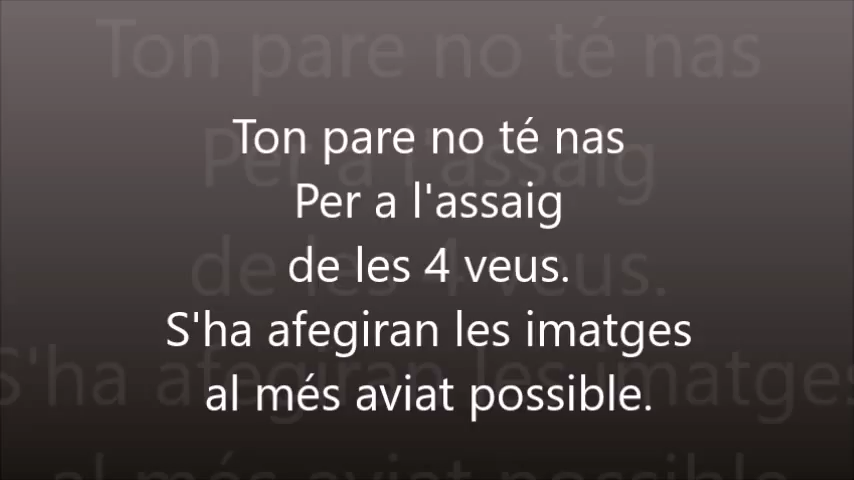 Ton pare no té nas
Per a l'assaig
de les 4 veus.
S'ha afegiran les imatges
al més aviat possible.